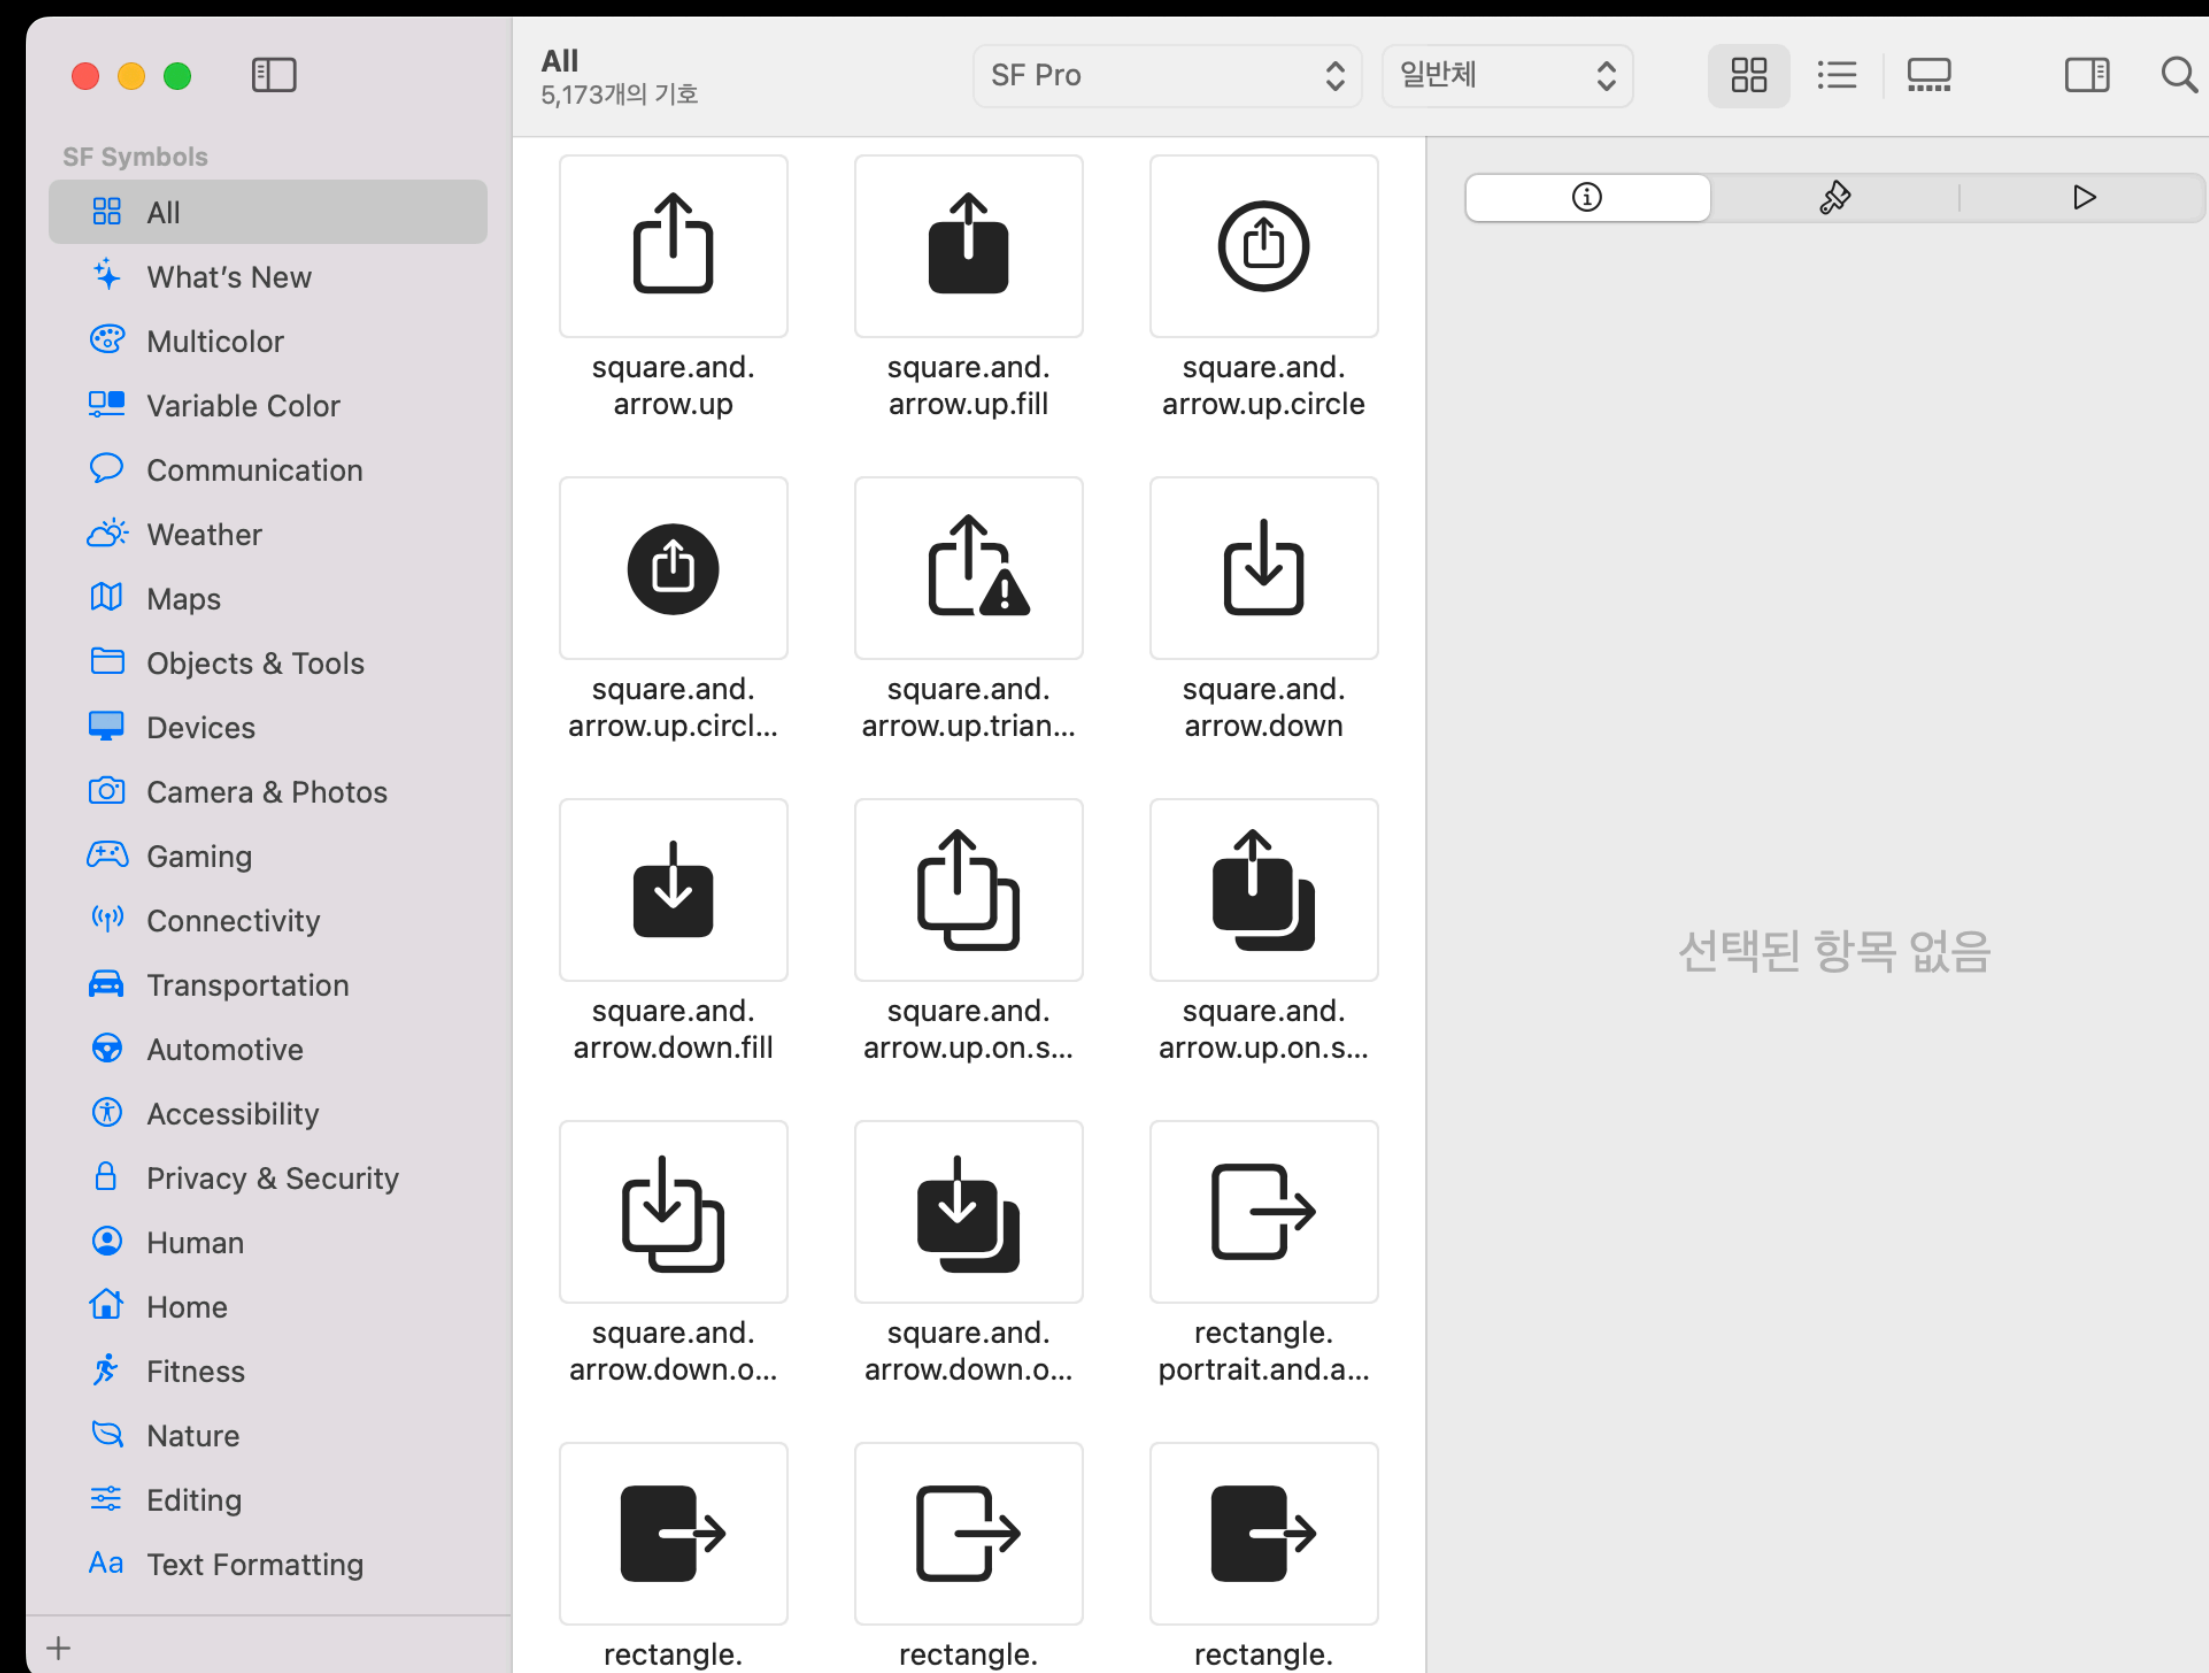 All
5,173개의 기호
SF Pro
일반체
SF Symbols
All
What's New
Multicolor
Variable Color
Communication
Weather
Maps
Objects & Tools
Devices
Camera & Photos
Gaming
Connectivity
Transportation
Automotive
Accessibility
Privacy & Security
Human
Home
Fitness
Nature
Editing
Aa Text Formatting
square.and.
arrow.up
square.and.
arrow.up.fill
square.and.
arrow.up.circle
square.and.
arrow.up.circl...
square.and.
arrow.up.trian...
square.and.
arrow.down
square.and.
arrow.down.fill
square.and.
arrow.up.on.s...
square.and.
arrow.up.on.s...
square.and.
arrow.down.o...
square.and.
arrow.down.o...
rectangle.
portrait.and.a...
rectangle.
rectangle.
rectangle.
선택된 항목 없음